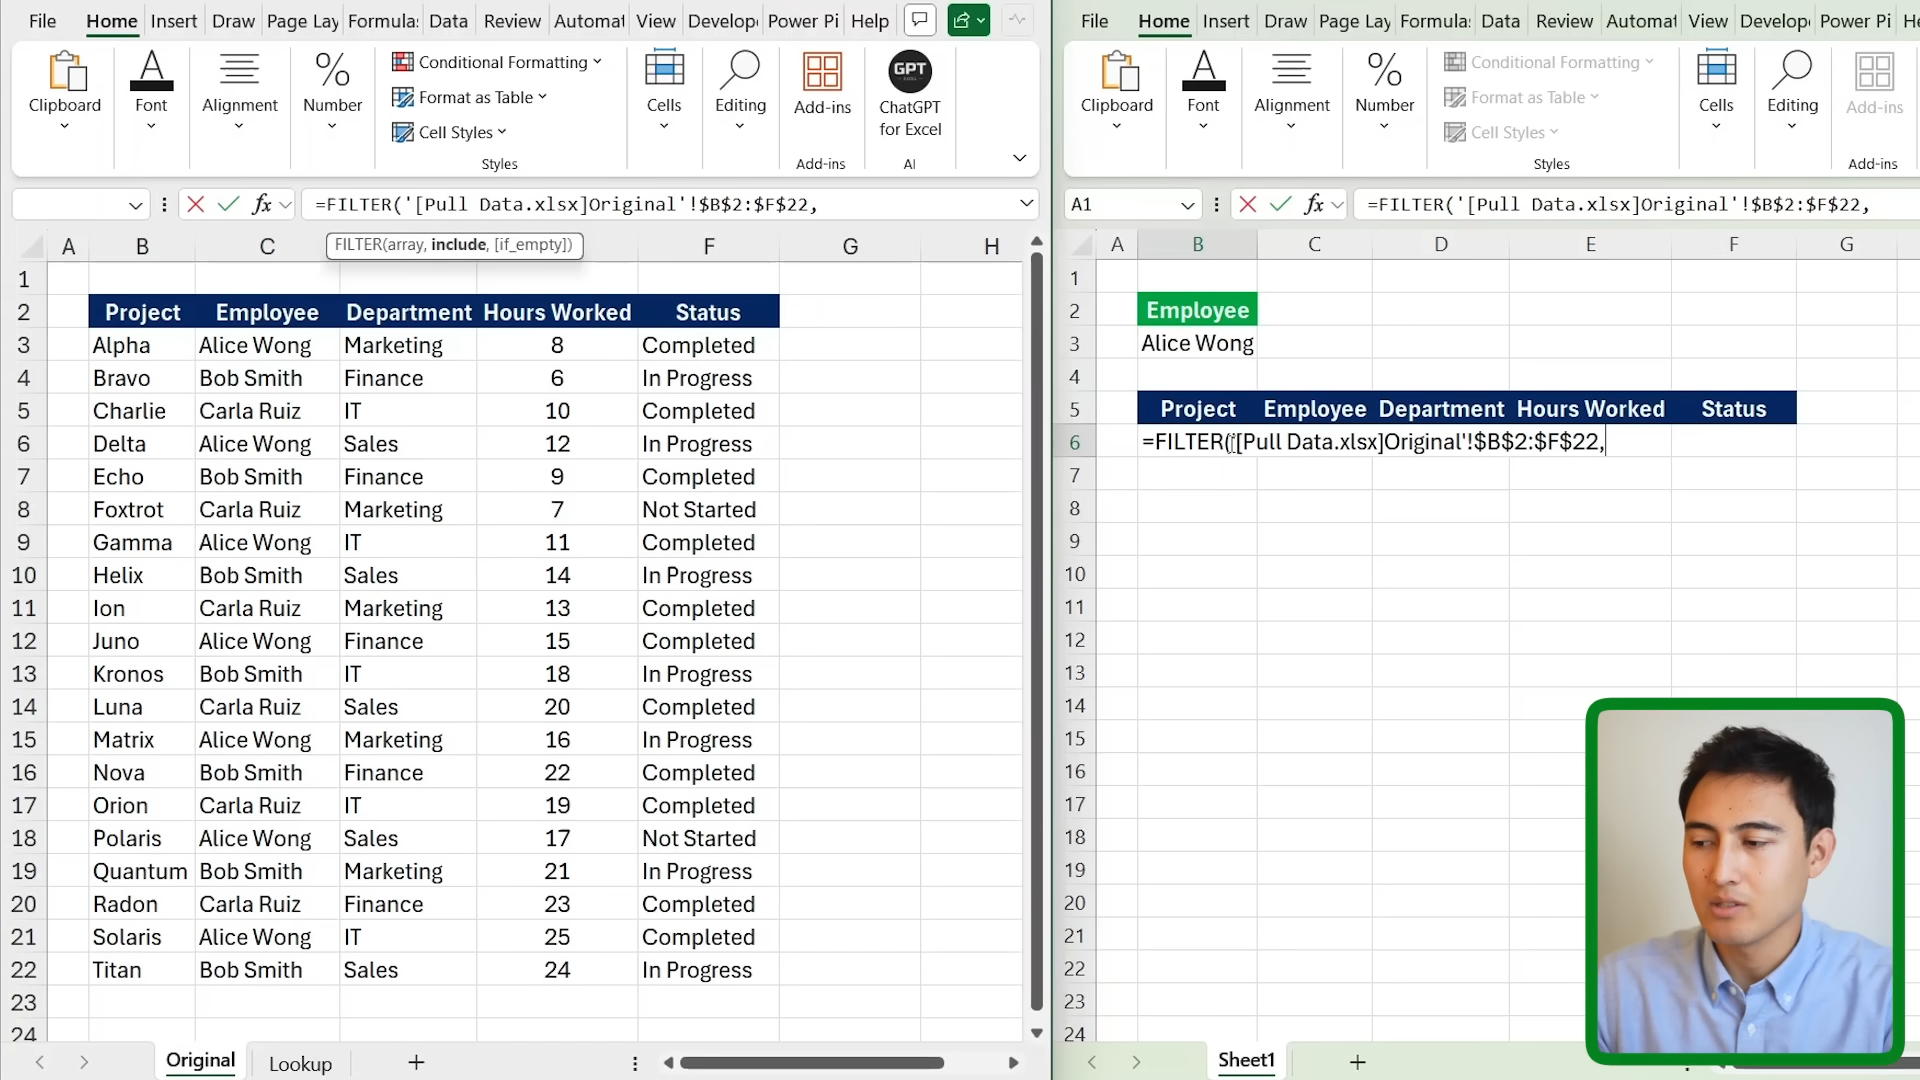 File Home Insert Draw Page Lay Formula: Data Review Automat View Develop Power Pi Help
Clipboard Font Alignment Number
Conditional Formatting
Format as Table
Cell Styles
Styles
Cells Editing Add-ins
Add-ins
GPT
ChatGPT
for Excel
AI
fx =FILTER('[Pull Data.xlsx]Original'!$B$2:$F$22,
FILTER(array, include, [if_empty])
A B C F G H
1
2 Project Employee Department Hours Worked Status
3 Alpha Alice Wong Marketing 8 Completed
4 Bravo Bob Smith Finance 6 In Progress
5 Charlie Carla Ruiz IT 10 Completed
6 Delta Alice Wong Sales 12 In Progress
7 Echo Bob Smith Finance 9 Completed
8 Foxtrot Carla Ruiz Marketing 7 Not Started
9 Gamma Alice Wong IT 11 Completed
10 Helix Bob Smith Sales 14 In Progress
11 Ion Carla Ruiz Marketing 13 Completed
12 Juno Alice Wong Finance 15 Completed
13 Kronos Bob Smith IT 18 In Progress
14 Luna Carla Ruiz Sales 20 Completed
15 Matrix Alice Wong Marketing 16 In Progress
16 Nova Bob Smith Finance 22 Completed
17 Orion Carla Ruiz IT 19 Completed
18 Polaris Alice Wong Sales 17 Not Started
19 Quantum Bob Smith Marketing 21 In Progress
20 Radon Carla Ruiz Finance 23 Completed
21 Solaris Alice Wong IT 25 Completed
22 Titan Bob Smith Sales 24 In Progress
23
24
Original Lookup
File Home Insert Draw Page Lay Formula: Data Review Automat View Develop Power Pi He
Clipboard Font Alignment Number
Conditional Formatting
Format as Table
Cell Styles
Styles
Cells Editing Add-ins
Add-ins
A1 fx =FILTER('[Pull Data.xlsx]Original'!$B$2:$F$22,
A B C D E F G
1
2 Employee
3 Alice Wong
4
5 Project Employee Department Hours Worked Status
6 =FILTER('[Pull Data.xlsx]Original'!$B$2:$F$22,
7
8
9
10
11
12
13
14
15
16
17
18
19
20
21
22
23
24
Sheet1